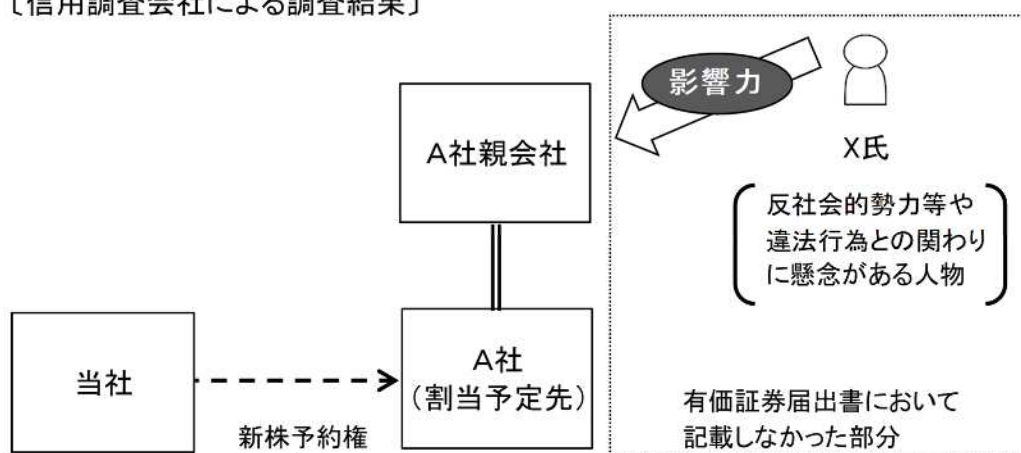 〔信用調査会社による調査結果〕
影響力
X氏
A社親会社
反社会的勢力等や
違法行為との関わり
に懸念がある人物
当社
新株予約権
A社
(割当予定先)
有価証券届出書において
記載しなかった部分